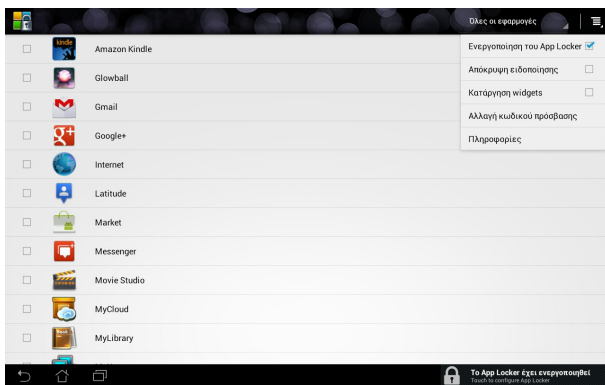 Όλες οι εφαρμογές
kindle
Amazon Kindle
Ενεργοποίηση του App Locker
Glowball
Απόκρυψη ειδοποίησης
Κατάργηση widgets
Gmail
Αλλαγή κωδικού πρόσβασης
Google+
Πληροφορίες
Internet
Latitude
Market
Messenger
Movie Studio
MyCloud
MyLibrary
Το App Locker έχει ενεργοποιηθεί
Touch to configure App Locker